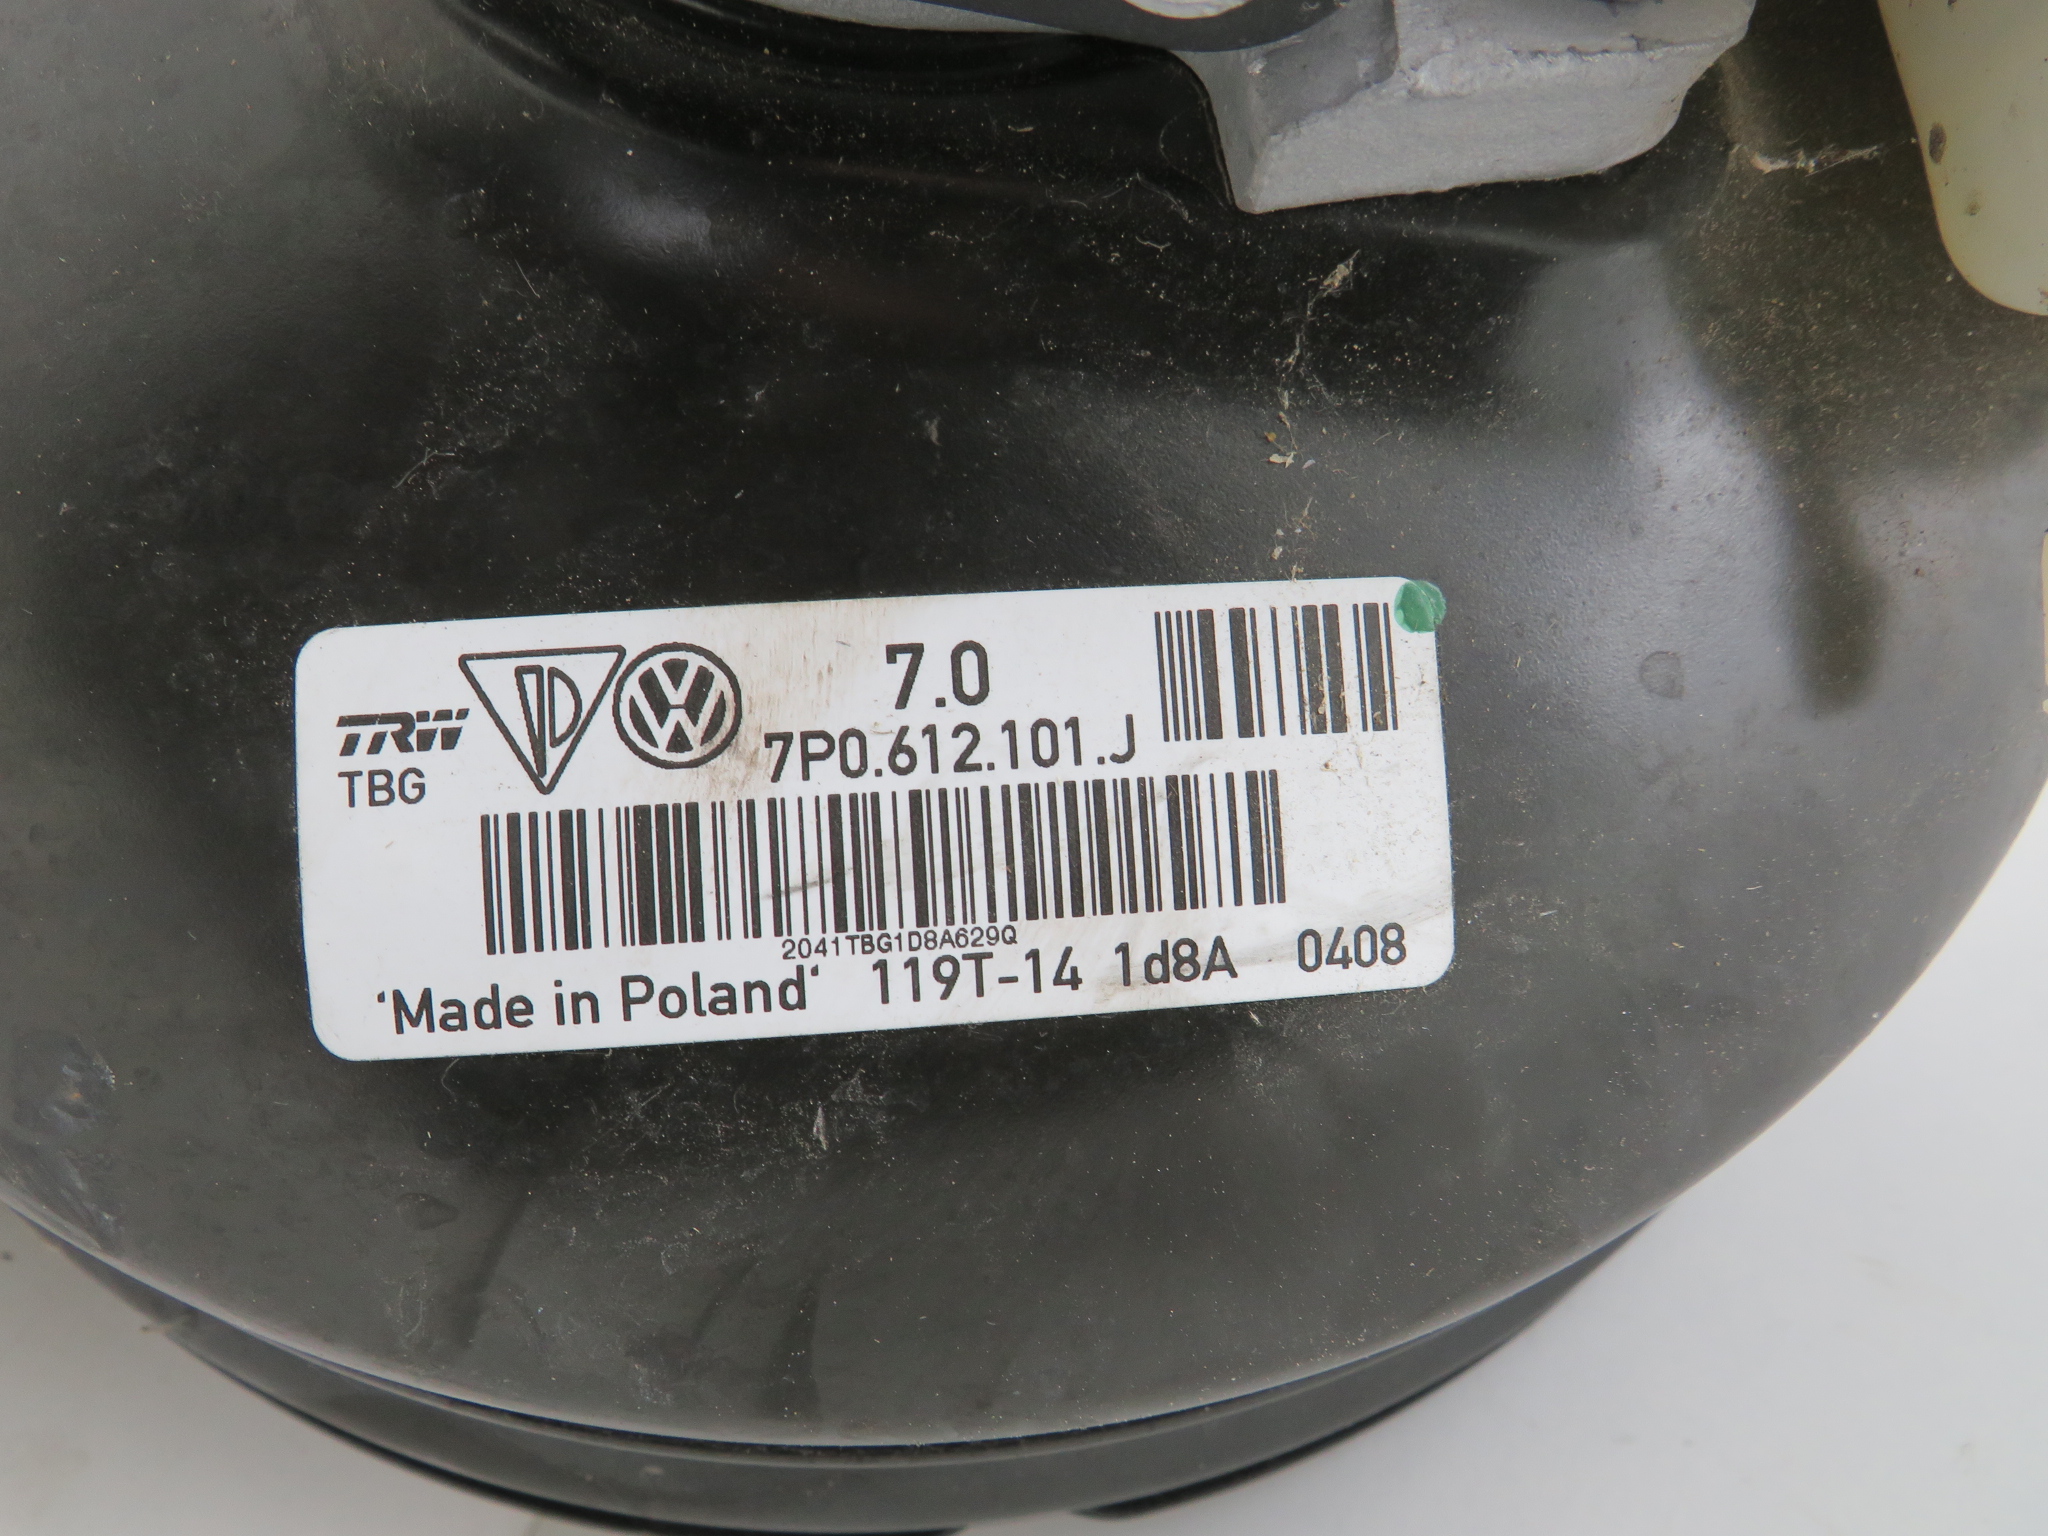 7.0
TRW
7P0.612.101.J
TBG
2041TBG1D8A629Q
'Made in Poland' 119T-14 1d8A 0408